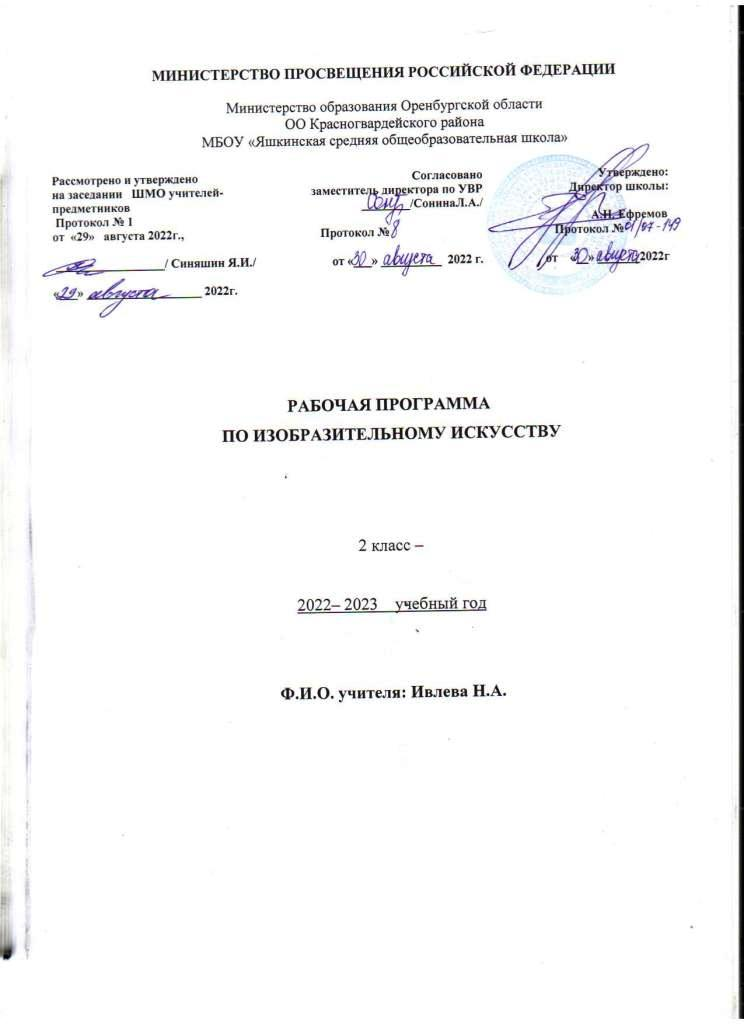 МИНИСТЕРСТВО ПРОСВЕЩЕНИЯ РОССИЙСКОЙ ФЕДЕРАЦИИ
Министерство образования Оренбургской области
ОО Красногвардейского района
МБОУ «Яшкинская средняя общеобразовательная школа»
Рассмотрено и утверждено
на заседании ШМО учителей-
предметников
Протокол № 1
от «29» августа 2022г.,
/ Синяшин Я.И./
«29» августа 2022г.
Согласовано
заместитель директора по УВР
/СонинаЛ.А./
Протокол № 8
от «30» августа 2022 г.
Утверждено:
Директор школы:
А.Н. Ефремов
Протокол №01/07-149
от «30» августа 2022г
РАБОЧАЯ ПРОГРАММА
ПО ИЗОБРАЗИТЕЛЬНОМУ ИСКУССТВУ
2 класс –
2022– 2023 учебный год
Ф.И.О. учителя: Ивлева Н.А.